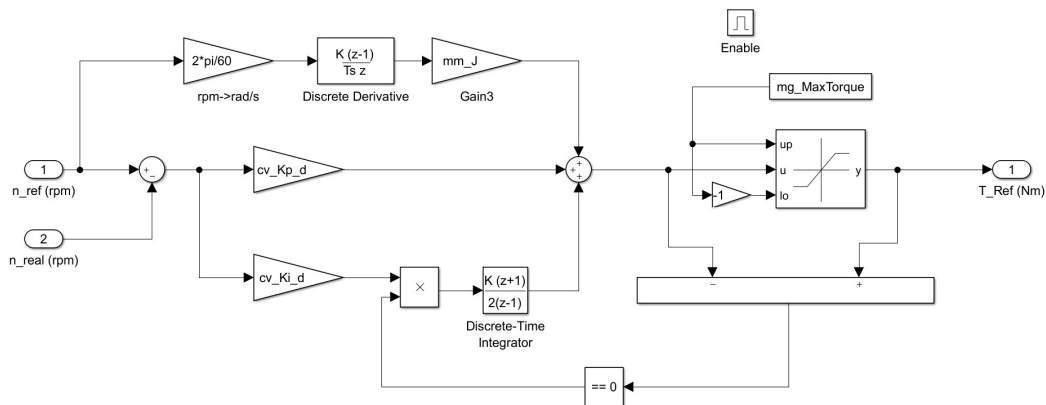 Enable
2*pi/60
K (z-1)
Ts z
mm_J
rpm->rad/s
Discrete Derivative
Gain3
mg_MaxTorque
up
u
y
lo
-1
1
n_ref (rpm)
+
−
cv_Kp_d
+
+
+
1
T_Ref (Nm)
2
n_real (rpm)
cv_Ki_d
×
K (z+1)
2(z-1)
Discrete-Time
Integrator
−
+
== 0